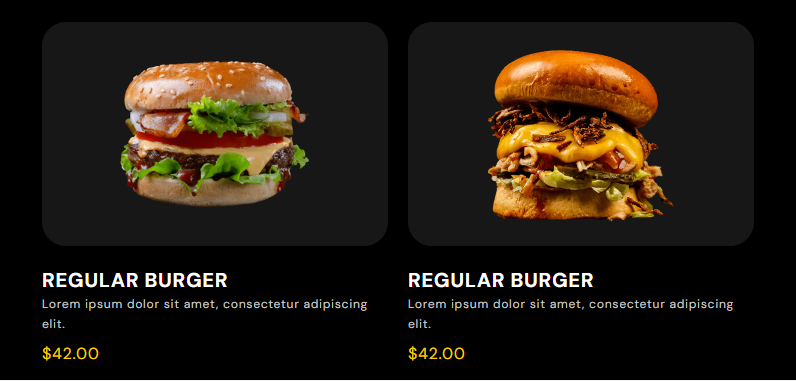 REGULAR BURGER
Lorem ipsum dolor sit amet, consectetur adipiscing
elit.
$42.00
REGULAR BURGER
Lorem ipsum dolor sit amet, consectetur adipiscing
elit.
$42.00